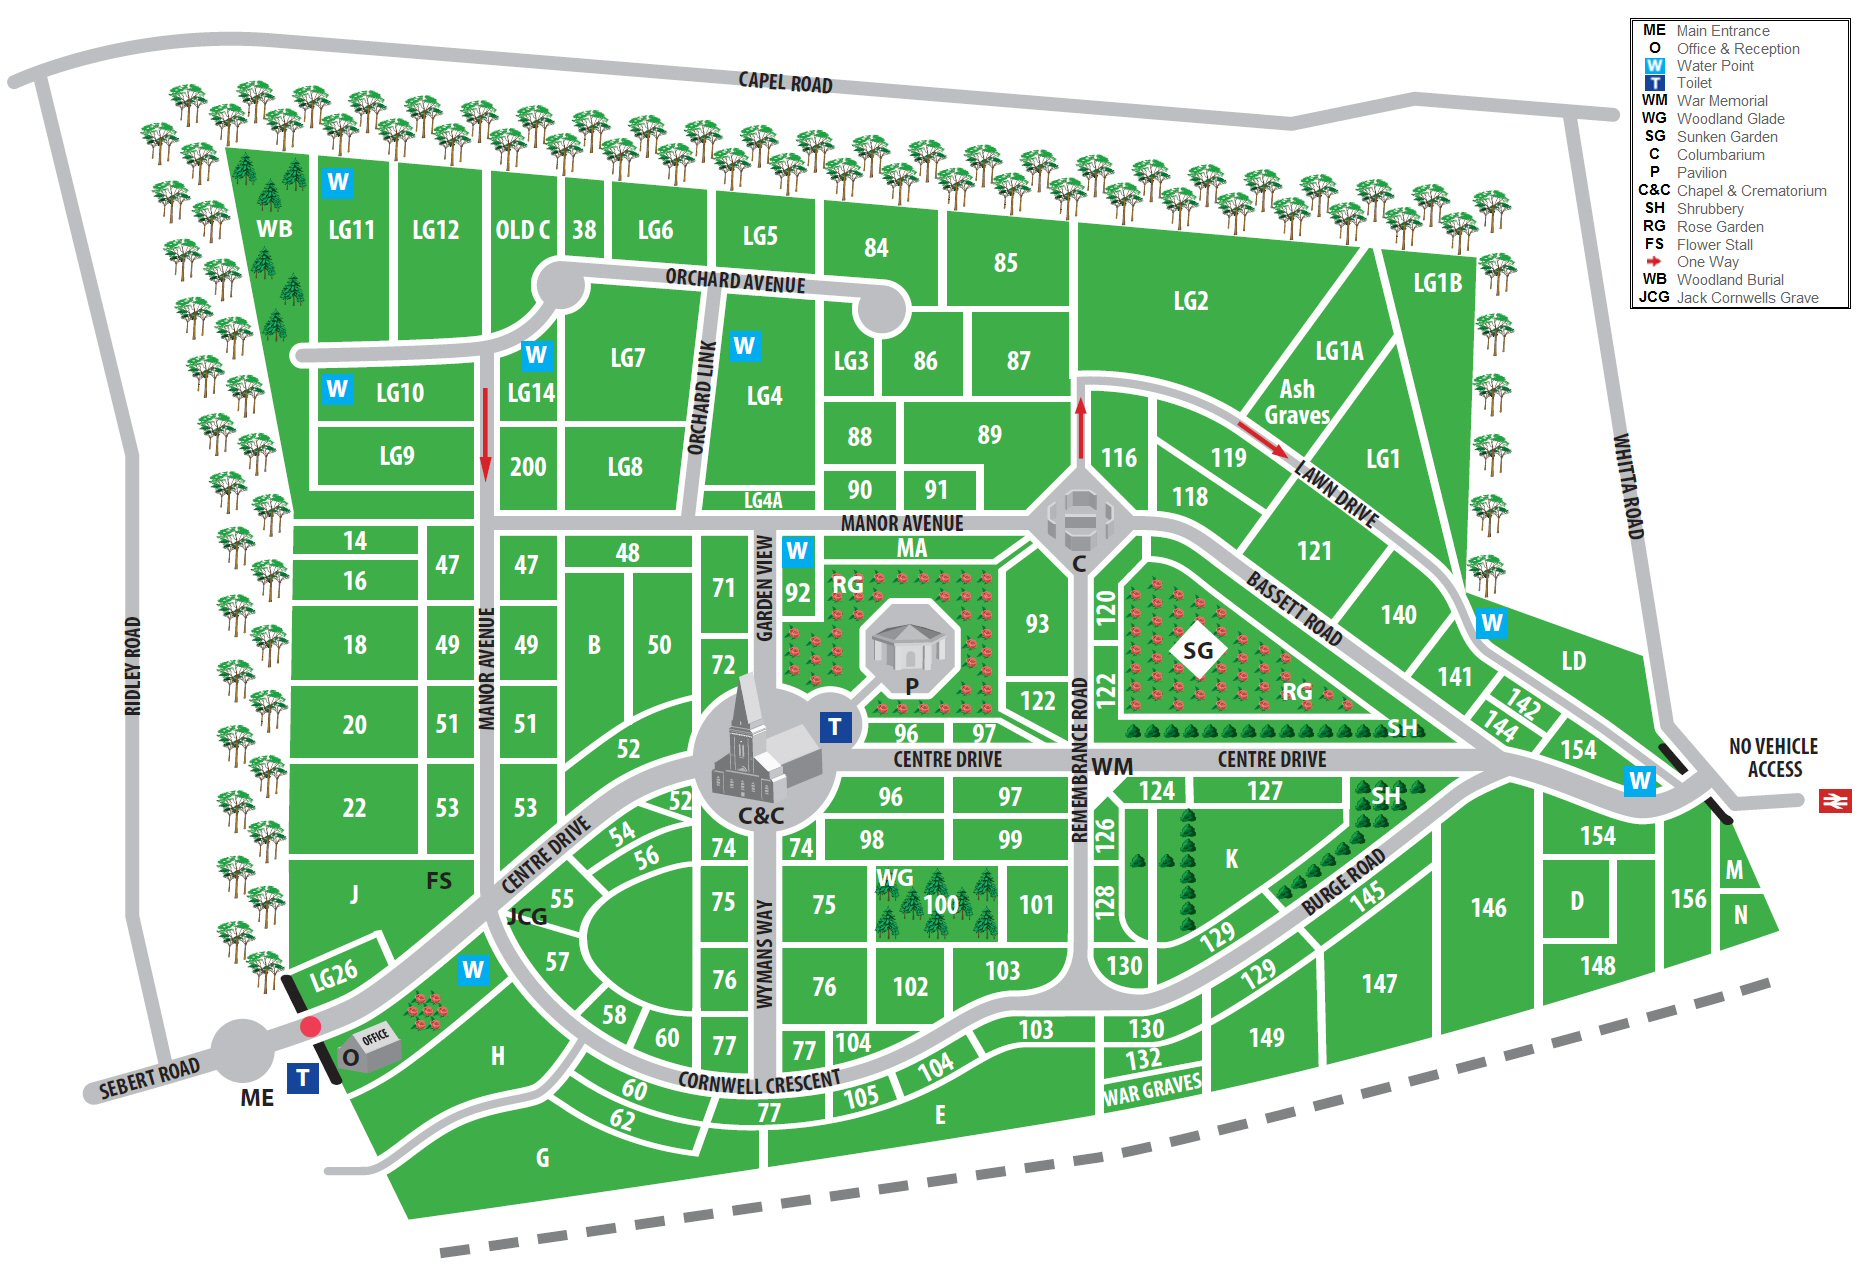 CAPEL ROAD
ME Main Entrance
O Office & Reception
W Water Point
T Toilet
WM War Memorial
WG Woodland Glade
SG Sunken Garden
C Columbarium
P Pavilion
C&C Chapel & Crematorium
SH Shrubbery
RG Rose Garden
FS Flower Stall
One Way
WB Woodland Burial
JCG Jack Cornwells Grave
W
WB
LG11
LG12
OLD C
38
LG6
LG5
84
85
LG2
LG1B
ORCHARD AVENUE
W
W
W
LG10
LG14
LG7
ORCHARD LINK
LG4
LG3
86
87
LG1A
Ash
Graves
LG9
200
LG8
88
89
116
119
LG1
90
91
118
LG4A
LAWN DRIVE
WHITTA ROAD
MANOR AVENUE
C
14
47
47
48
71
GARDEN VIEW
W
MA
121
16
92
RG
93
120
BASSETT ROAD
140
W
RIDLEY ROAD
18
49
MANOR AVENUE
49
B
50
72
P
SG
LD
122
122
RG
141
142
144
20
51
51
52
T
96
97
SH
154
NO VEHICLE
ACCESS
CENTRE DRIVE
REMEMBRANCE ROAD
WM
CENTRE DRIVE
W
22
53
53
52
C&C
96
97
124
127
SH
54
56
74
74
98
99
126
K
154
J
FS
CENTRE DRIVE
55
JCG
75
WYMANS WAY
75
WG
100
101
128
BURGE ROAD
145
146
D
156
M
N
LG26
W
57
76
76
102
103
130
129
129
147
148
58
60
77
77
104
103
130
149
SEBERT ROAD
ME
T
O
OFFICE
H
CORNWELL CRESCENT
60
62
77
105
104
E
132
WAR GRAVES
G